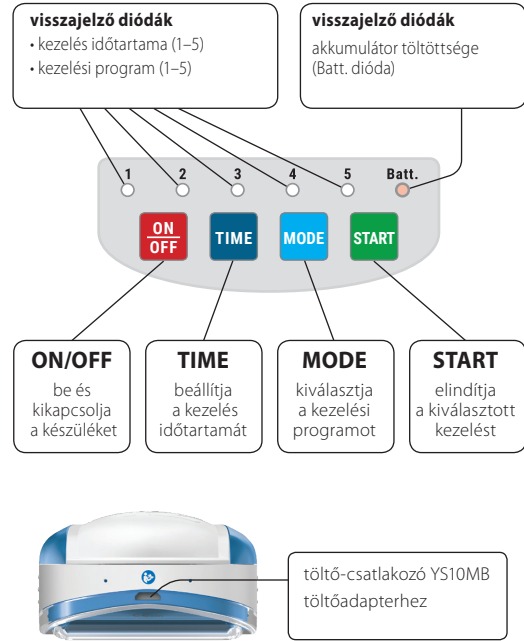 visszajelző diódák
• kezelés időtartama (1–5)
• kezelési program (1–5)
visszajelző diódák
akkumulátor töltöttsége
(Batt. dióda)
1 2 3 4 5 Batt.
ON
OFF
TIME
MODE
START
ON/OFF
be és
kikapcsolja
a készüléket
TIME
beállítja
a kezelés
időtartamát
MODE
kiválasztja
a kezelési
programot
START
elindítja
a kiválasztott
kezelést
töltő-csatlakozó YS10MB
töltőadapterhez